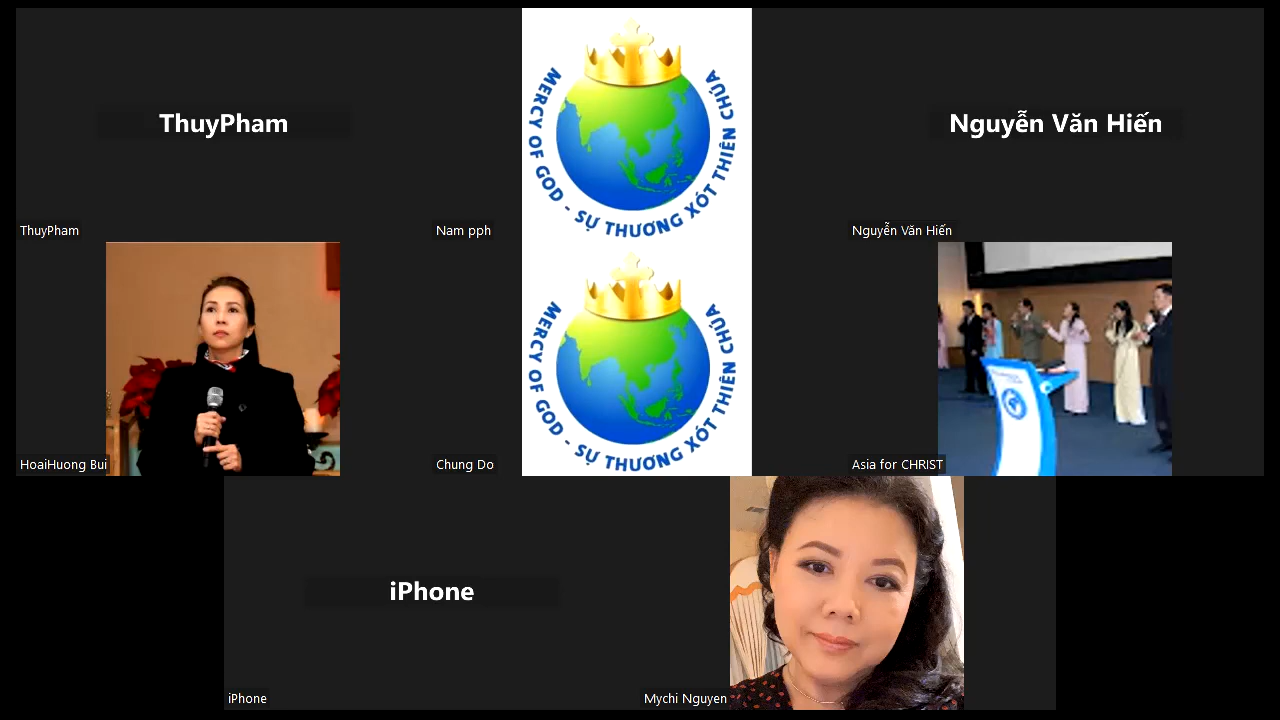 ThuyPham
ThuyPham
MERCY OF GOD - SỰ THƯƠNG XÓT THIÊN CHÚA
Nam pph
Nguyễn Văn Hiến
Nguyễn Văn Hiến
HoaiHuong Bui
MERCY OF GOD - SỰ THƯƠNG XÓT THIÊN CHÚA
Chung Do
Asia for CHRIST
iPhone
iPhone
Mychi Nguyen